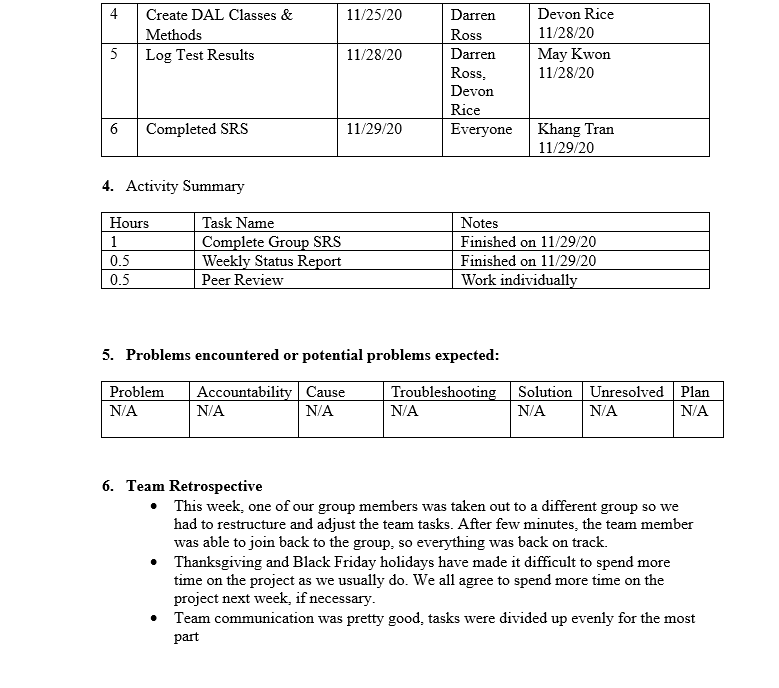 4 Create DAL Classes & 11/25/20 Darren Devon Rice
Methods Ross 11/28/20
5 Log Test Results 11/28/20 Darren May Kwon
Ross, 11/28/20
Devon
Rice
6 Completed SRS 11/29/20 Everyone Khang Tran
11/29/20
4. Activity Summary
Hours Task Name Notes
1 Complete Group SRS Finished on 11/29/20
0.5 Weekly Status Report Finished on 11/29/20
0.5 Peer Review Work individually
5. Problems encountered or potential problems expected:
Problem Accountability Cause Troubleshooting Solution Unresolved Plan
N/A N/A N/A N/A N/A N/A N/A
6. Team Retrospective
• This week, one of our group members was taken out to a different group so we
had to restructure and adjust the team tasks. After few minutes, the team member
was able to join back to the group, so everything was back on track.
• Thanksgiving and Black Friday holidays have made it difficult to spend more
time on the project as we usually do. We all agree to spend more time on the
project next week, if necessary.
• Team communication was pretty good, tasks were divided up evenly for the most
part